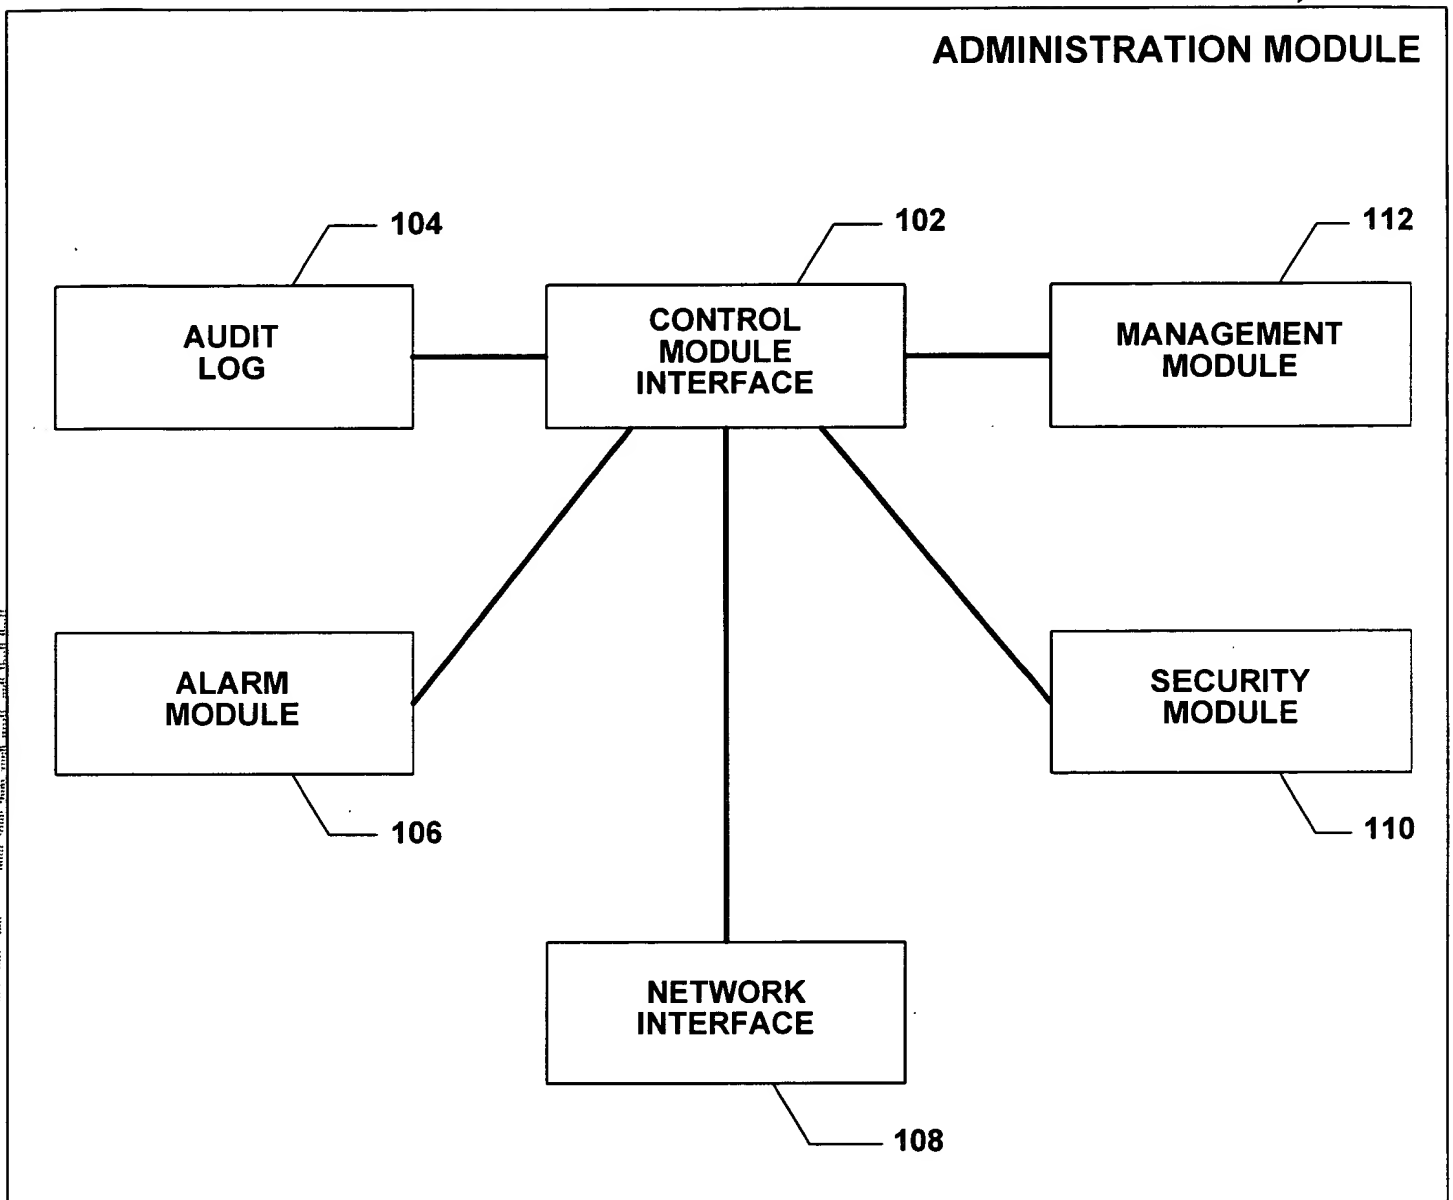 ADMINISTRATION MODULE
104
102
112
AUDIT
LOG
CONTROL
MODULE
INTERFACE
MANAGEMENT
MODULE
ALARM
MODULE
SECURITY
MODULE
106
110
NETWORK
INTERFACE
108